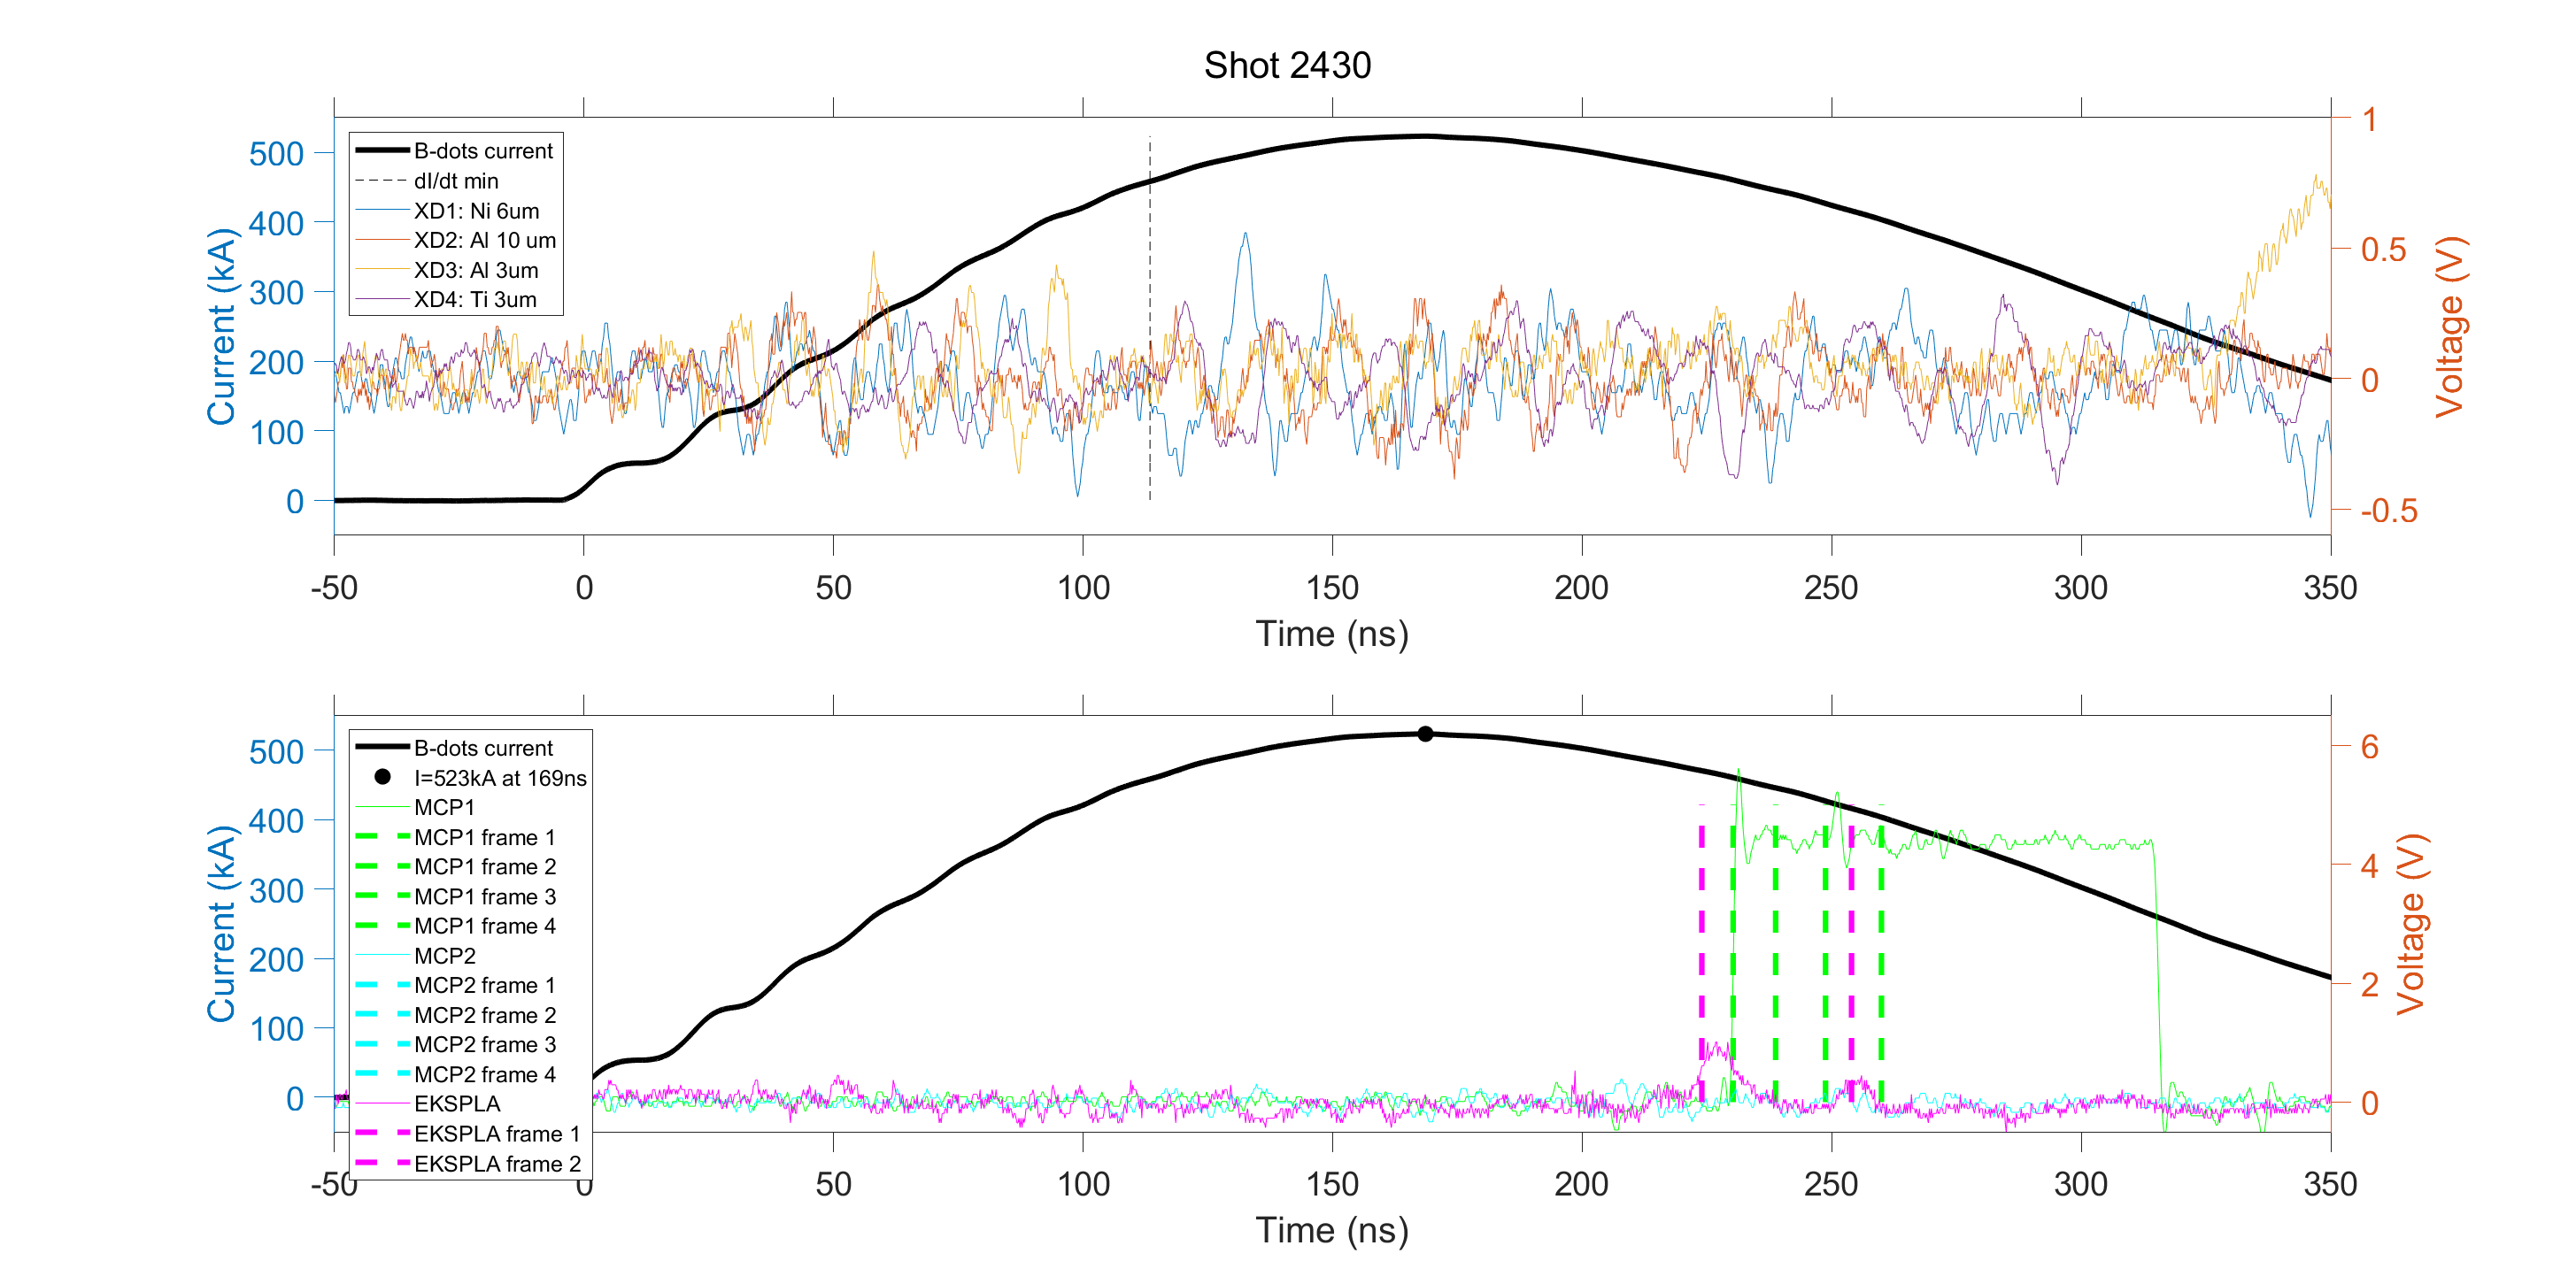 Shot 2430
B-dots current
dI/dt min
XD1: Ni 6um
XD2: Al 10 um
XD3: Al 3um
XD4: Ti 3um
Current (kA)
500
400
300
200
100
0
1
0.5
0
-0.5
Voltage (V)
-50 0 50 100 150 200 250 300 350
Time (ns)
B-dots current
I=523kA at 169ns
MCP1
MCP1 frame 1
MCP1 frame 2
MCP1 frame 3
MCP1 frame 4
MCP2
MCP2 frame 1
MCP2 frame 2
MCP2 frame 3
MCP2 frame 4
EKSPLA
EKSPLA frame 1
EKSPLA frame 2
Current (kA)
500
400
300
200
100
0
6
4
2
0
Voltage (V)
-50 0 50 100 150 200 250 300 350
Time (ns)